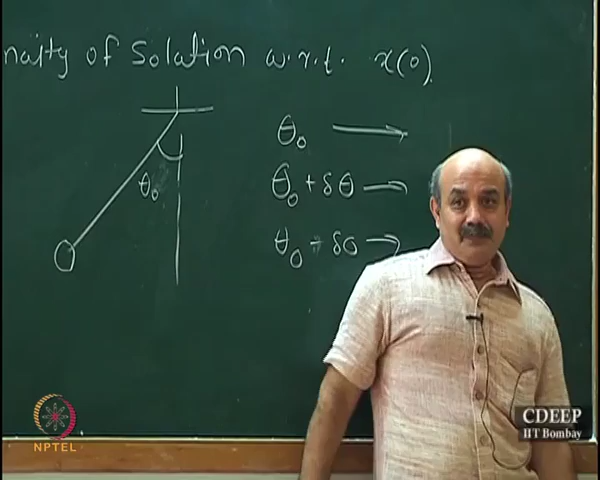 nuity of Solution w.r.t. x(0)
θ₀ →
θ₀
θ₀ + δθ →
θ₀ + δθ →
NPTEL
CDEEP
IIT Bombay